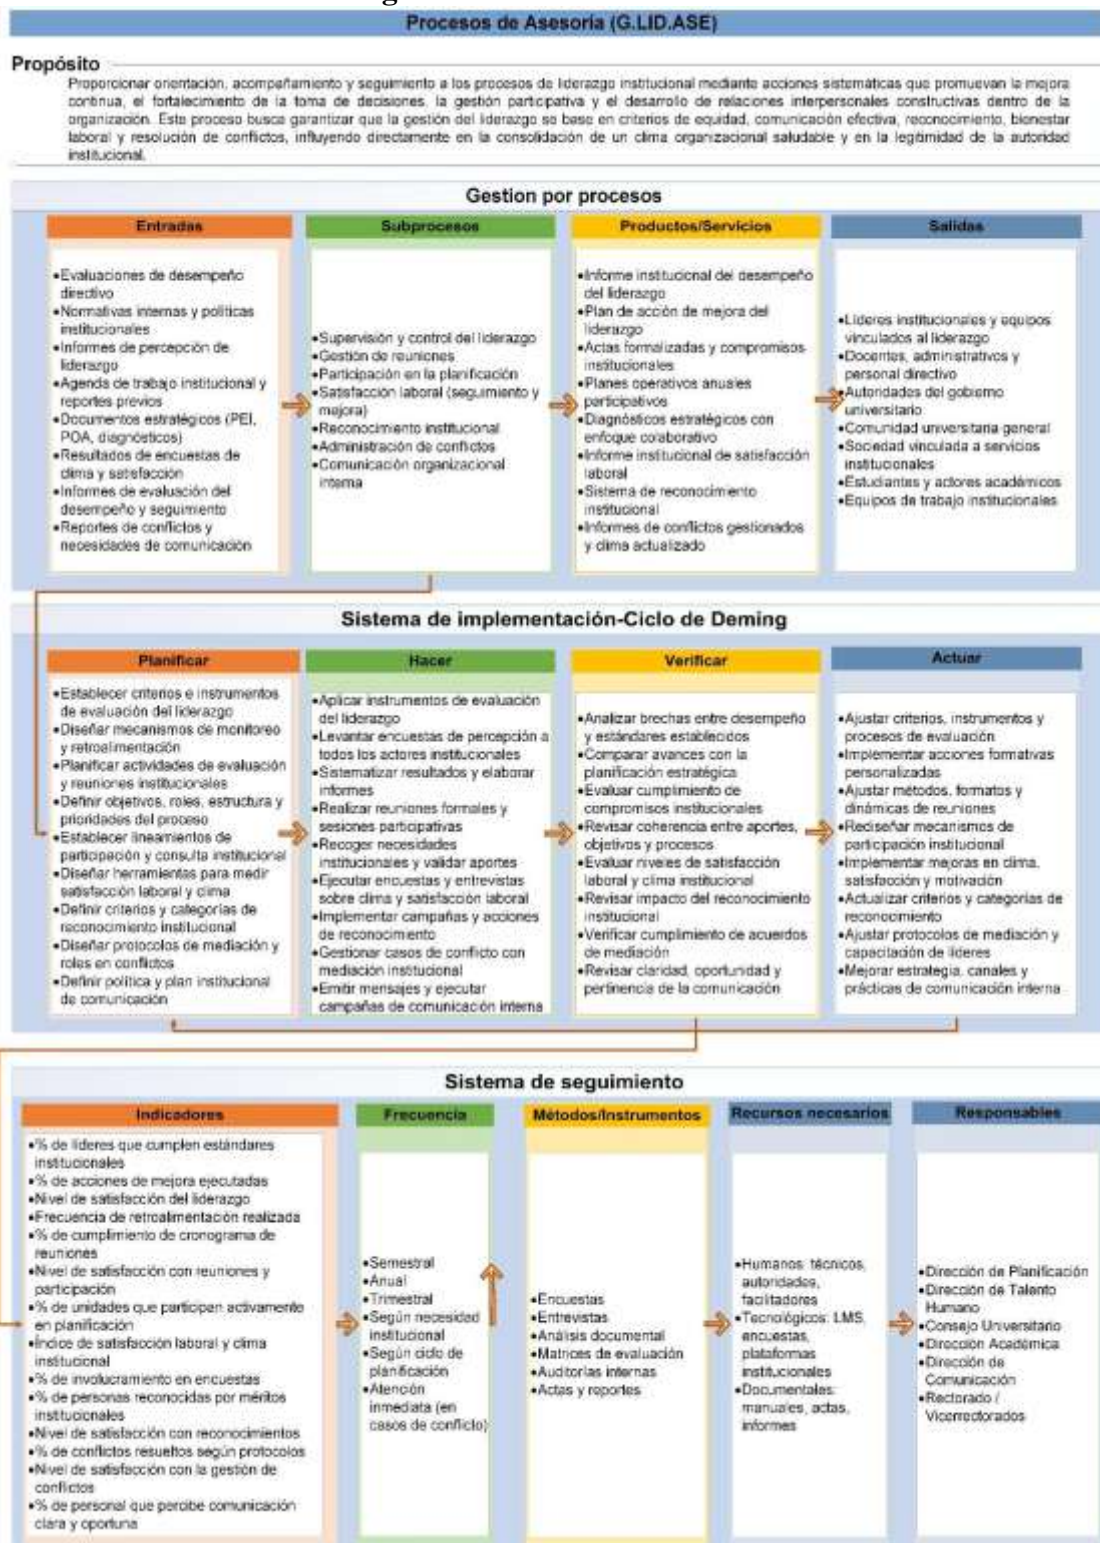 Procesos de Asesoría (G.LID.ASE)
Propósito
Proporcionar orientación, acompañamiento y seguimiento a los procesos de liderazgo institucional mediante acciones sistemáticas que promuevan la mejora
continua, el fortalecimiento de la toma de decisiones, la gestión participativa y el desarrollo de relaciones interpersonales constructivas dentro de la
organización. Este proceso busca garantizar que la gestión del liderazgo se base en criterios de equidad, comunicación efectiva, reconocimiento, bienestar
laboral y resolución de conflictos, influyendo directamente en la consolidación de un clima organizacional saludable y en la legitimidad de la autoridad
institucional.
Gestion por procesos
Entradas
•Evaluaciones de desempeño
directivo
•Normativas internas y políticas
institucionales
•Informes de percepción de
liderazgo
•Agenda de trabajo institucional y
reportes previos
•Documentos estratégicos (PEI,
POA, diagnósticos)
•Resultados de encuestas de
clima y satisfacción
•Informes de evaluación del
desempeño y seguimiento
•Reportes de conflictos y
necesidades de comunicación
Subprocesos
•Supervisión y control del liderazgo
•Gestión de reuniones
•Participación en la planificación
•Satisfacción laboral (seguimiento y
mejora)
•Reconocimiento institucional
•Administración de conflictos
•Comunicación organizacional
interna
Productos/Servicios
•Informe institucional del desempeño
del liderazgo
•Plan de acción de mejora del
liderazgo
•Actas formalizadas y compromisos
institucionales
•Planes operativos anuales
participativos
•Diagnósticos estratégicos con
enfoque colaborativo
•Informe institucional de satisfacción
laboral
•Sistema de reconocimiento
institucional
•Informes de conflictos gestionados
y clima actualizado
Salidas
•Líderes institucionales y equipos
vinculados al liderazgo
•Docentes, administrativos y
personal directivo
•Autoridades del gobierno
universitario
•Comunidad universitaria general
•Sociedad vinculada a servicios
institucionales
•Estudiantes y actores académicos
•Equipos de trabajo institucionales
Sistema de implementación-Ciclo de Deming
Planificar
•Establecer criterios e instrumentos
de evaluación del liderazgo
•Diseñar mecanismos de monitoreo
y retroalimentación
•Planificar actividades de evaluación
y reuniones institucionales
•Definir objetivos, roles, estructura y
prioridades del proceso
•Establecer lineamientos de
participación y consulta institucional
•Diseñar herramientas para medir
satisfacción laboral y clima
•Definir criterios y categorías de
reconocimiento institucional
•Diseñar protocolos de mediación y
roles en conflictos
•Definir política y plan institucional
de comunicación
Hacer
•Aplicar instrumentos de evaluación
del liderazgo
•Levantar encuestas de percepción a
todos los actores institucionales
•Sistematizar resultados y elaborar
informes
•Realizar reuniones formales y
sesiones participativas
•Recoger necesidades
institucionales y validar aportes
•Ejecutar encuestas y entrevistas
sobre clima y satisfacción laboral
•Implementar campañas y acciones
de reconocimiento
•Gestionar casos de conflicto con
mediación institucional
•Emitir mensajes y ejecutar
campañas de comunicación interna
Verificar
•Analizar brechas entre desempeño
y estándares establecidos
•Comparar avances con la
planificación estratégica
•Evaluar cumplimiento de
compromisos institucionales
•Revisar coherencia entre aportes,
objetivos y procesos
•Evaluar niveles de satisfacción
laboral y clima institucional
•Revisar impacto del reconocimiento
institucional
•Verificar cumplimiento de acuerdos
de mediación
•Revisar claridad, oportunidad y
pertinencia de la comunicación
Actuar
•Ajustar criterios, instrumentos y
procesos de evaluación
•Implementar acciones formativas
personalizadas
•Ajustar métodos, formatos y
dinámicas de reuniones
•Rediseñar mecanismos de
participación institucional
•Implementar mejoras en clima,
satisfacción y motivación
•Actualizar criterios y categorías de
reconocimiento
•Ajustar protocolos de mediación y
capacitación de líderes
•Mejorar estrategia, canales y
prácticas de comunicación interna
Sistema de seguimiento
Indicadores
•% de líderes que cumplen estándares
institucionales
•% de acciones de mejora ejecutadas
•Nivel de satisfacción del liderazgo
•Frecuencia de retroalimentación realizada
•% de cumplimiento de cronograma de
reuniones
•Nivel de satisfacción con reuniones y
participación
•% de unidades que participan activamente
en planificación
•Índice de satisfacción laboral y clima
institucional
•% de involucramiento en encuestas
•% de personas reconocidas por méritos
institucionales
•Nivel de satisfacción con reconocimientos
•% de conflictos resueltos según protocolos
•Nivel de satisfacción con la gestión de
conflictos
•% de personal que percibe comunicación
clara y oportuna
Frecuencia
•Semestral
•Anual
•Trimestral
•Según necesidad
institucional
•Según ciclo de
planificación
•Atención
inmediata (en
casos de conflicto)
Métodos/Instrumentos
•Encuestas
•Entrevistas
•Análisis documental
•Matrices de evaluación
•Auditorías internas
•Actas y reportes
Recursos necesarios
•Humanos: técnicos,
autoridades,
facilitadores
•Tecnológicos: LMS,
encuestas,
plataformas
institucionales
•Documentales:
manuales, actas,
informes
Responsables
•Dirección de Planificación
•Dirección de Talento
Humano
•Consejo Universitario
•Dirección Académica
•Dirección de
Comunicación
•Rectorado /
Vicerrectorados